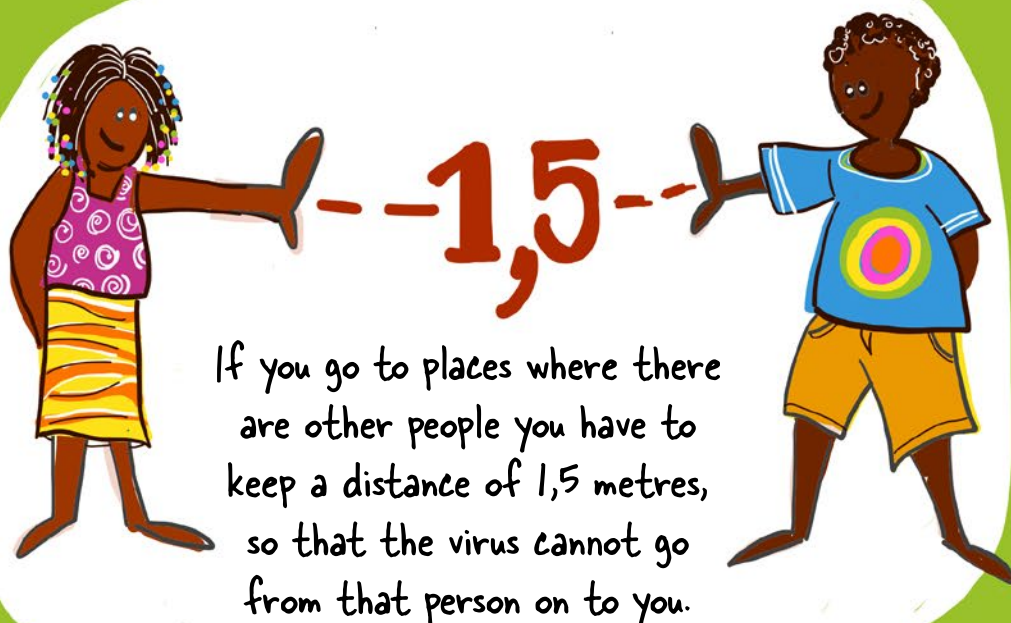 1,5
If you go to places where there
are other people you have to
keep a distance of 1,5 metres,
so that the virus cannot go
from that person on to you.